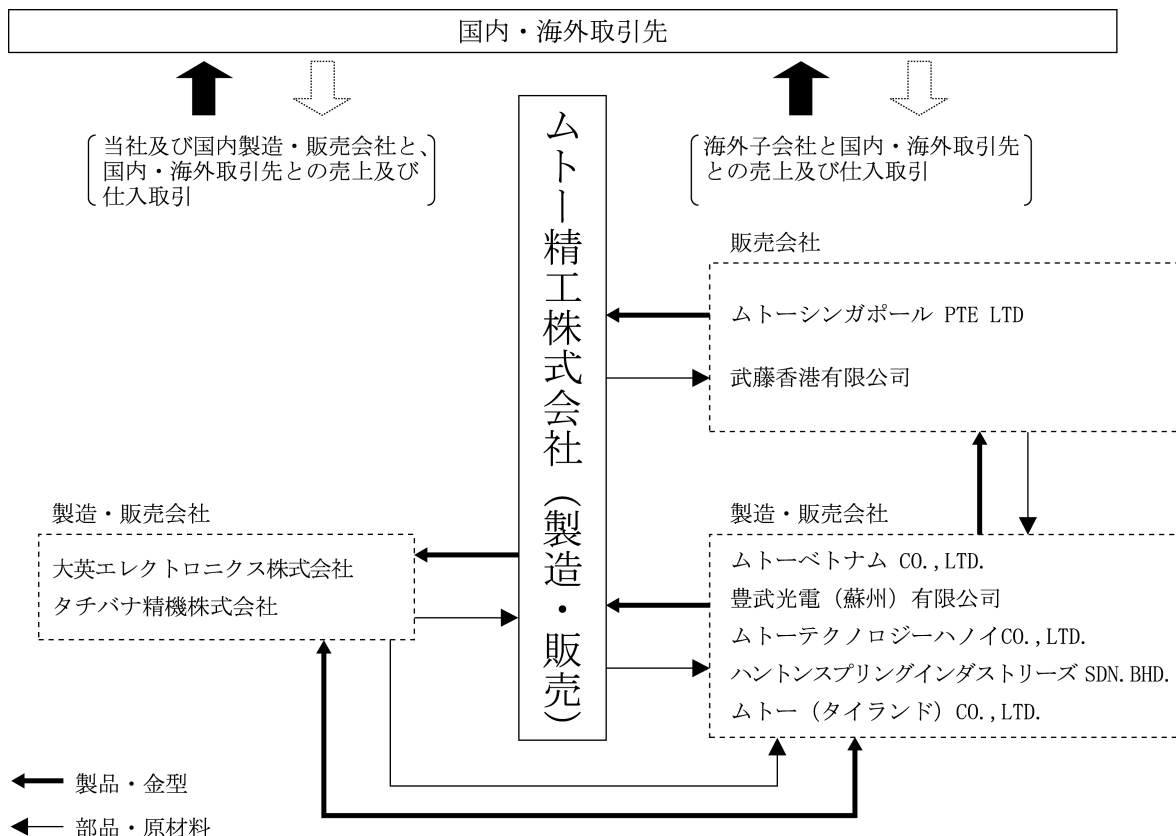 国内・海外取引先
当社及び国内製造・販売会社と、
国内・海外取引先との売上及び
仕入取引
海外子会社と国内・海外取引先
との売上及び仕入取引
ムトー精工株式会社（製造・販売）
販売会社
ムトーシンガポール PTE LTD
武藤香港有限公司
製造・販売会社
大英エレクトロニクス株式会社
タチバナ精機株式会社
製造・販売会社
ムトーベトナム CO.,LTD.
豊武光電（蘇州）有限公司
ムトーテクノロジーハノイCO.,LTD.
ハントンスプリングインダストリーズ SDN.BHD.
ムトー（タイランド）CO.,LTD.
製品・金型
部品・原材料